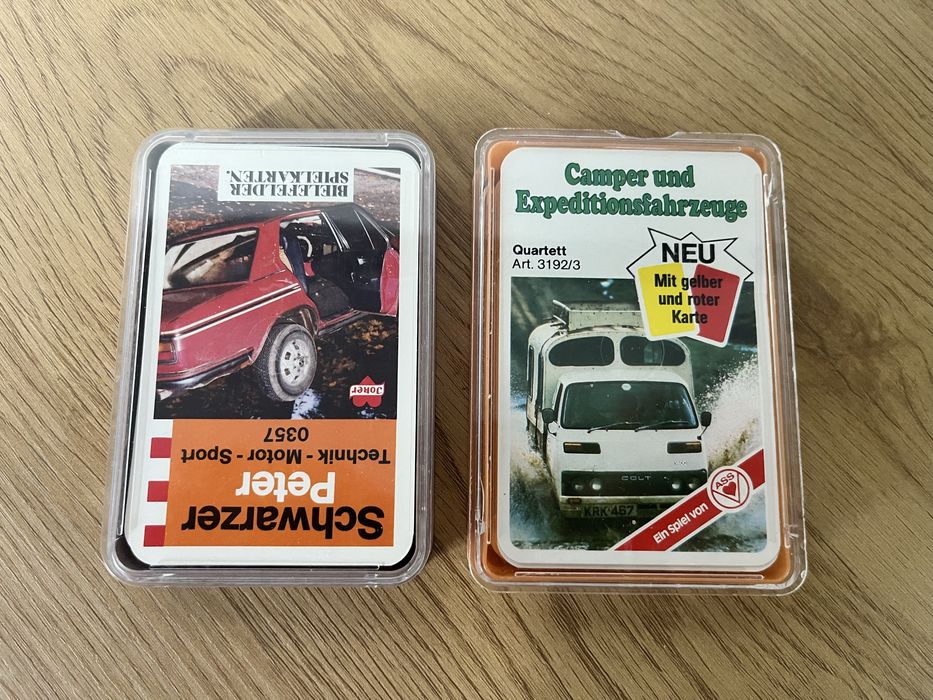 BIELEFELDER
SPIELKARTEN.
JOKER
0357
Technik - Motor - Sport
Schwarzer
Peter
Camper und
Expeditionsfahrzeuge
Quartett
Art. 3192/3
NEU
Mit gelber
und roter
Karte
COLT
KRK 467
Ein Spiel von
ASS